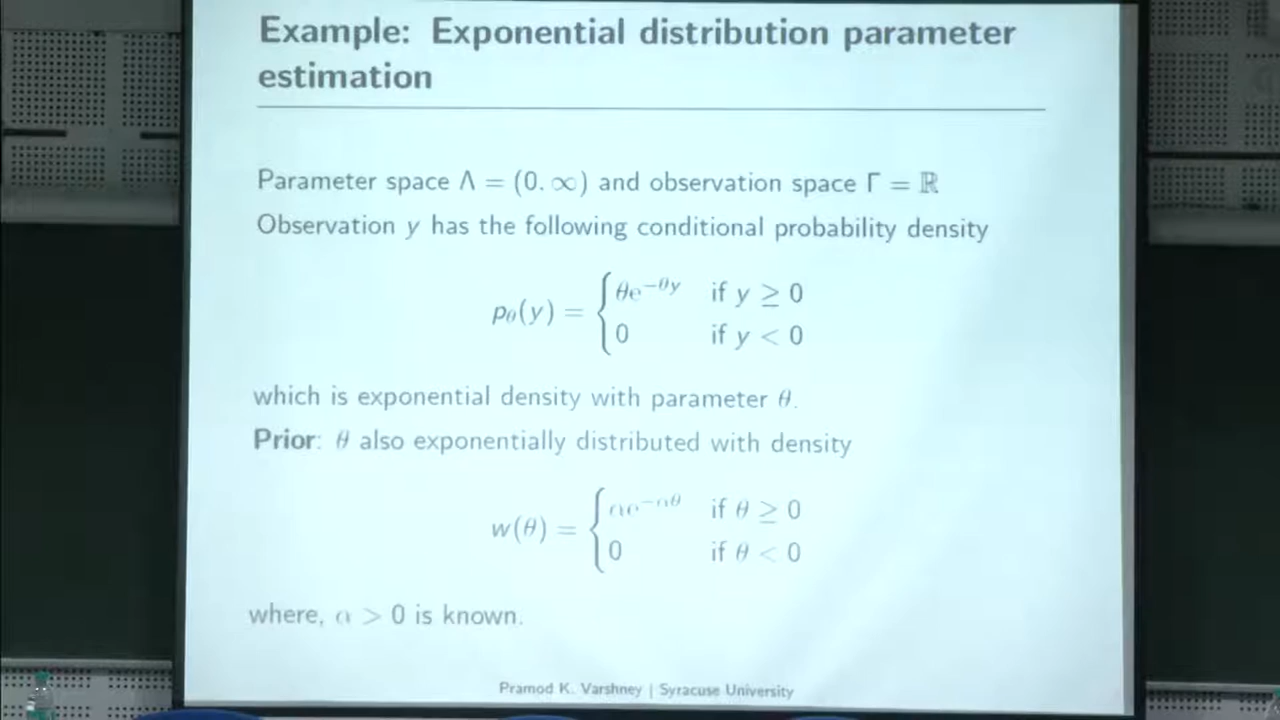 Example: Exponential distribution parameter
estimation
Parameter space Λ = (0. ∞) and observation space Γ = ℝ
Observation y has the following conditional probability density
pθ(y) = { θe^{−θy} if y ≥ 0
0 if y < 0
which is exponential density with parameter θ.
Prior: θ also exponentially distributed with density
w(θ) = { αe^{−αθ} if θ ≥ 0
0 if θ < 0
where, α > 0 is known.
Pramod K. Varshney | Syracuse University